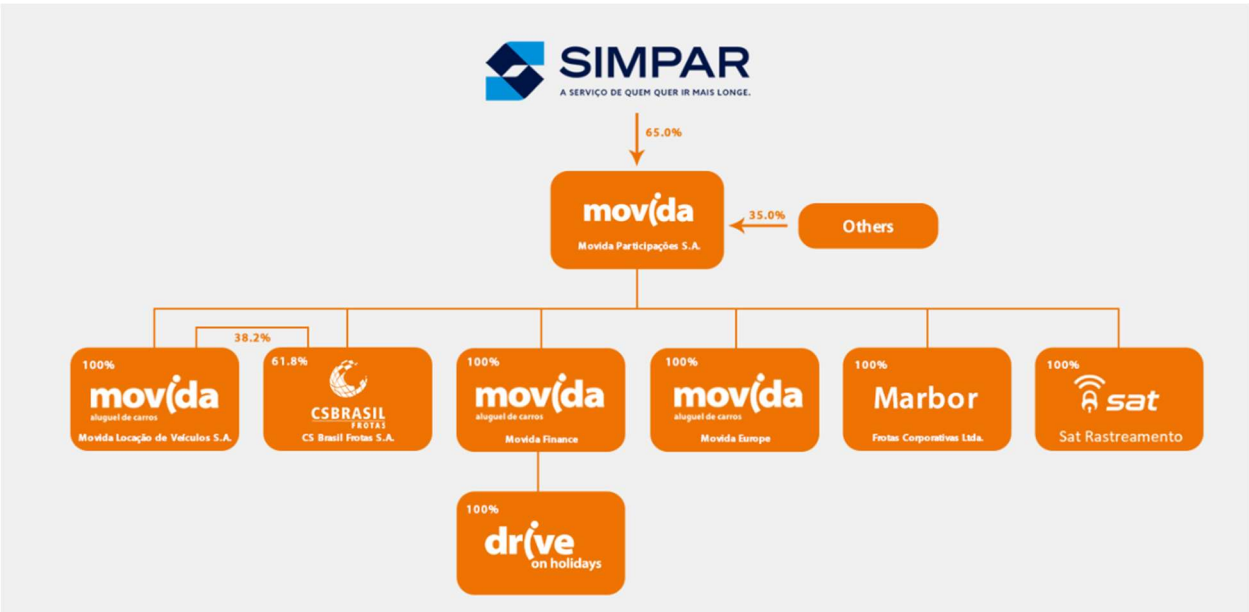 SIMPAR
A SERVIÇO DE QUEM QUER IR MAIS LONGE.
65.0%
movida
Movida Participações S.A.
35.0%
Others
38.2%
100%
movida
aluguel de carros
Movida Locação de Veículos S.A.
61.8%
CSBRASIL
FROTAS
CS Brasil Frotas S.A.
100%
movida
aluguel de carros
Movida Finance
100%
movida
aluguel de carros
Movida Europe
100%
Marbor
Frotas Corporativas Ltda.
100%
sat
Sat Rastreamento
100%
drive
on holidays